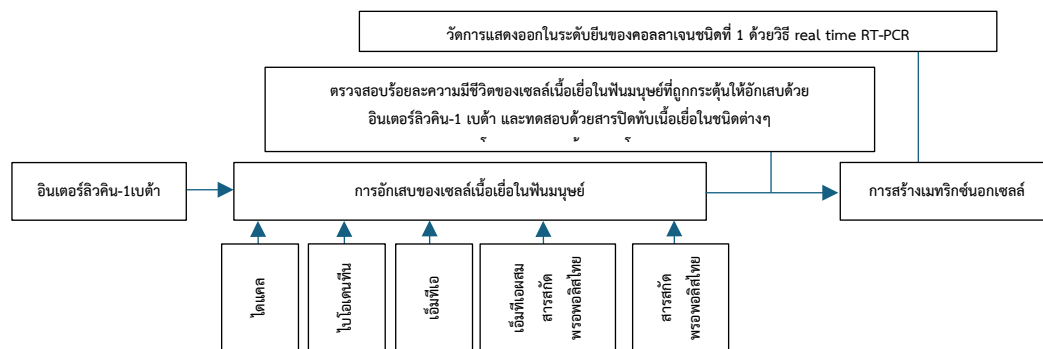 วัดการแสดงออกในระดับยีนของคอลลาเจนชนิดที่ 1 ด้วยวิธี real time RT-PCR
ตรวจสอบร้อยละความมีชีวิตของเซลล์เนื้อเยื่อในฟันมนุษย์ที่ถูกกระตุ้นให้อักเสบด้วย
อินเตอร์ลิวคิน-1 เบต้า และทดสอบด้วยสารปิดทับเนื้อเยื่อในชนิดต่างๆ
อินเตอร์ลิวคิน-1เบต้า
การอักเสบของเซลล์เนื้อเยื่อในฟันมนุษย์
การสร้างเมทริกซ์นอกเซลล์
ไดแคล
ไบโอเดนทีน
เอ็มทีเอ
เอ็มทีเอผสม
สารสกัด
พรอพอลิสไทย
สารสกัด
พรอพอลิสไทย